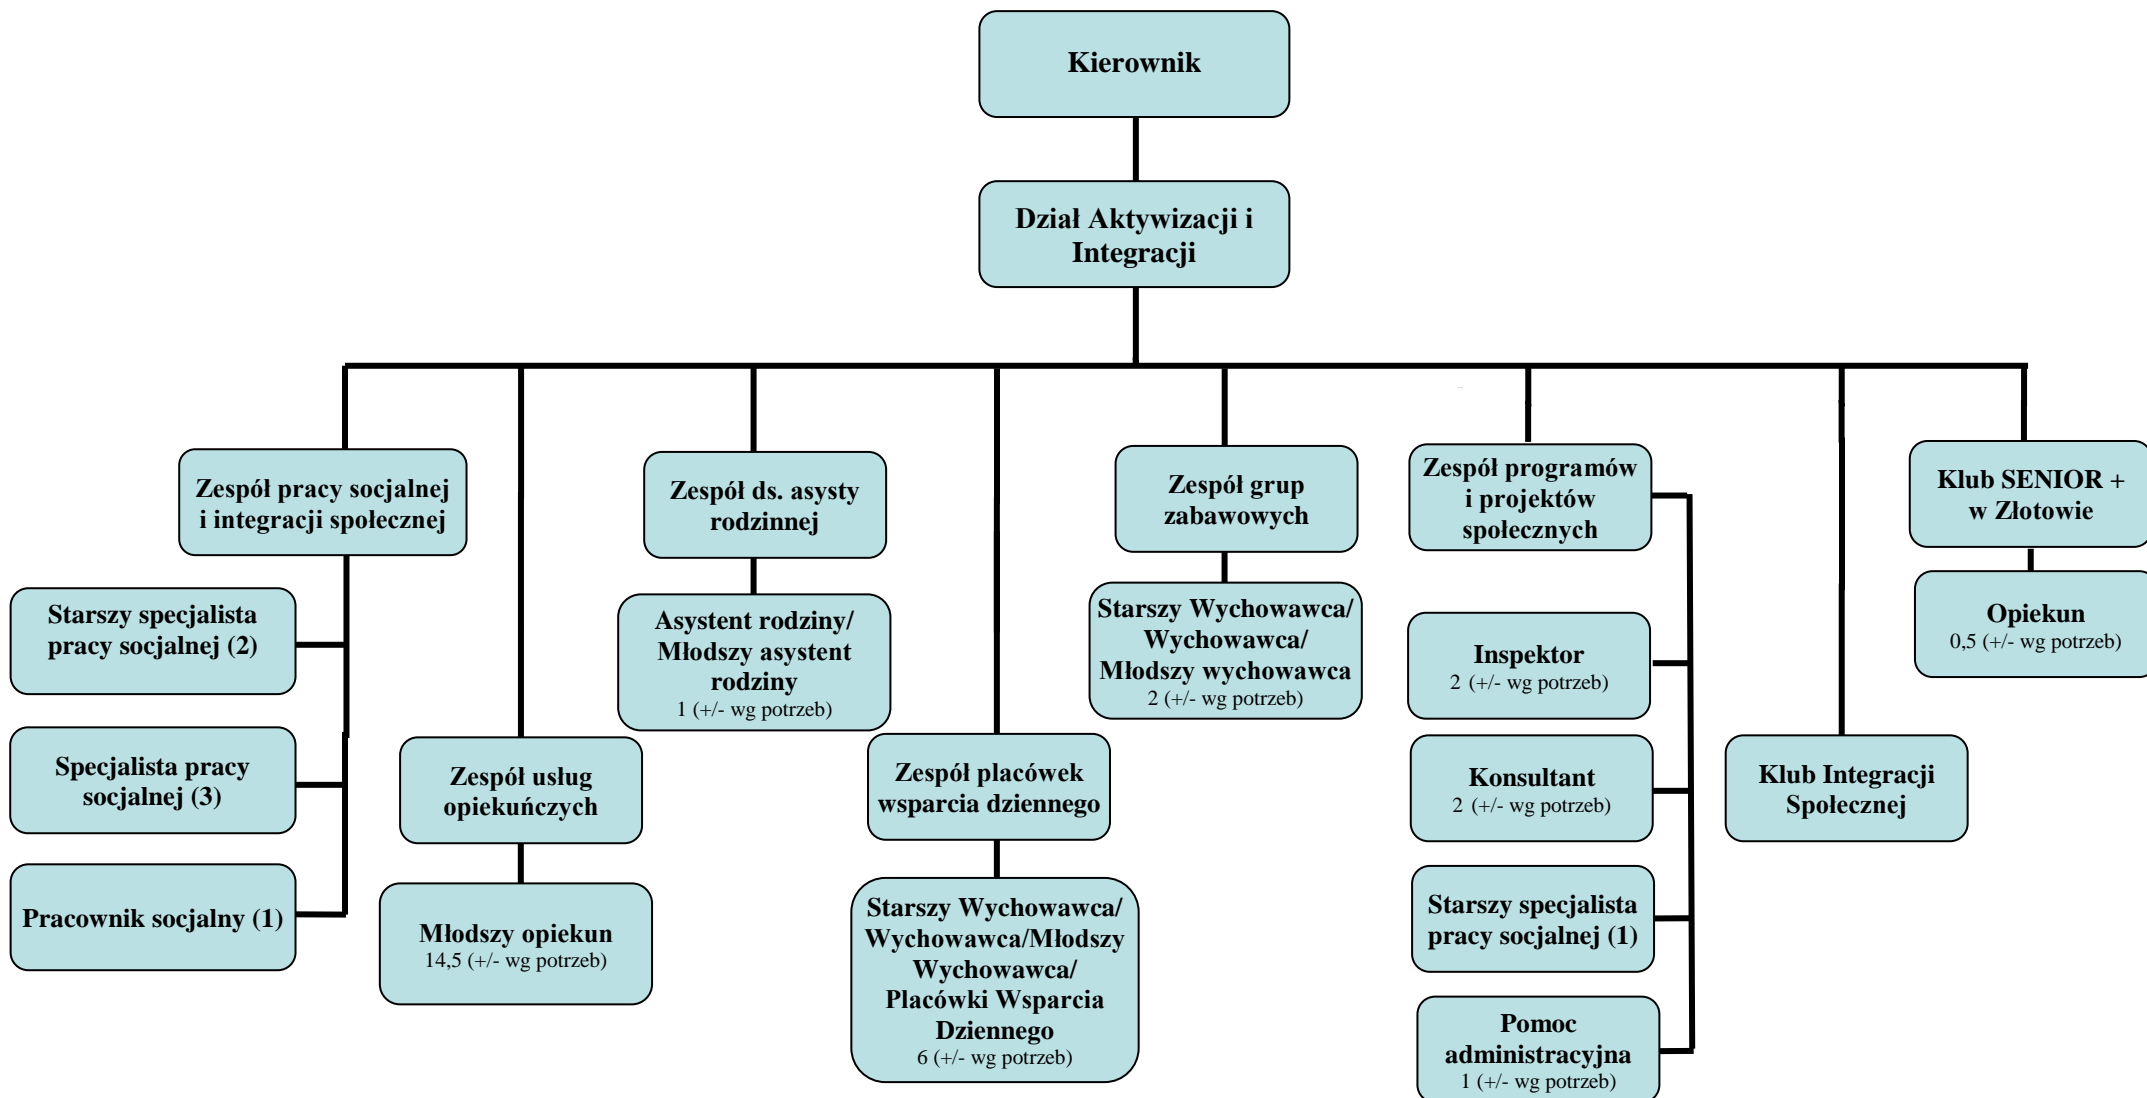 Kierownik
Dział Aktywizacji i
Integracji
Zespół pracy socjalnej
i integracji społecznej
Starszy specjalista
pracy socjalnej (2)
Specjalista pracy
socjalnej (3)
Pracownik socjalny (1)
Zespół usług
opiekuńczych
Młodszy opiekun
14,5 (+/- wg potrzeb)
Zespół ds. asysty
rodzinnej
Asystent rodziny/
Młodszy asystent
rodziny
1 (+/- wg potrzeb)
Zespół placówek
wsparcia dziennego
Starszy Wychowawca/
Wychowawca/Młodszy
Wychowawca/
Placówki Wsparcia
Dziennego
6 (+/- wg potrzeb)
Zespół grup
zabawowych
Starszy Wychowawca/
Wychowawca/
Młodszy wychowawca
2 (+/- wg potrzeb)
Zespół programów
i projektów
społecznych
Inspektor
2 (+/- wg potrzeb)
Konsultant
2 (+/- wg potrzeb)
Starszy specjalista
pracy socjalnej (1)
Pomoc
administracyjna
1 (+/- wg potrzeb)
Klub Integracji
Społecznej
Klub SENIOR +
w Złotowie
Opiekun
0,5 (+/- wg potrzeb)